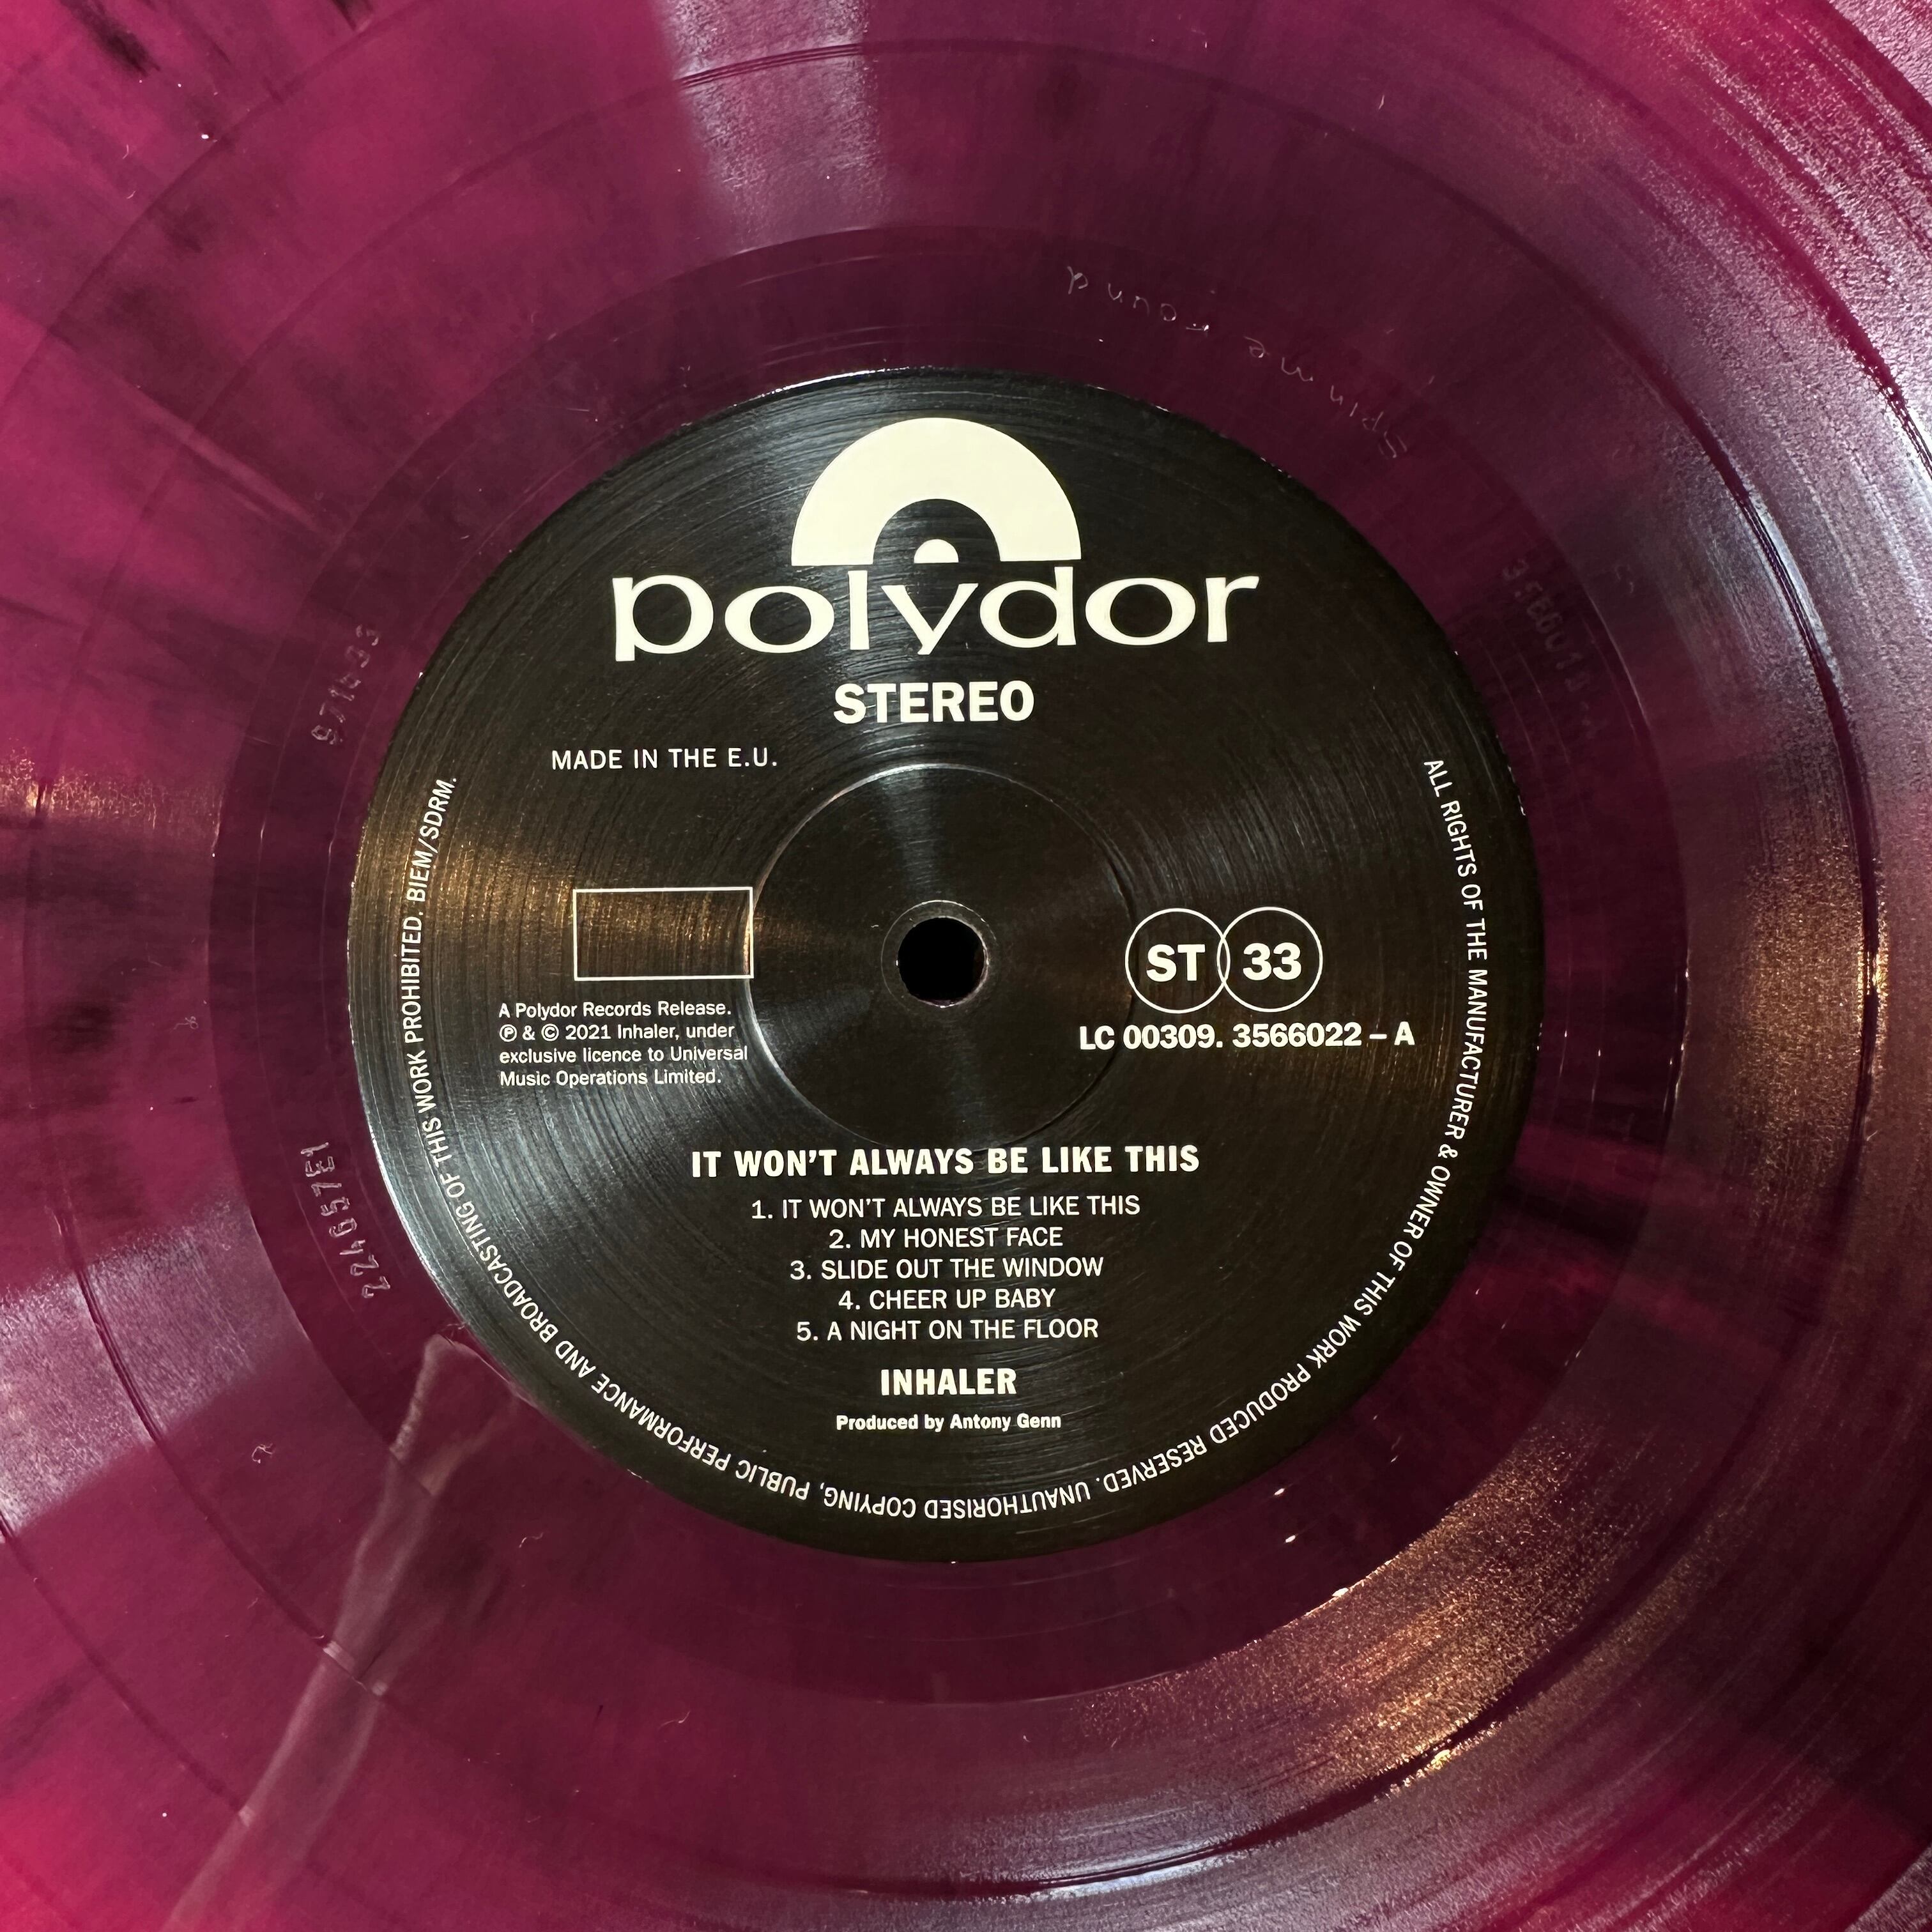 Spin me round
polydor
STEREO
MADE IN THE E.U.
ST 33
LC 00309. 3566022 – A
A Polydor Records Release.
℗ & © 2021 Inhaler, under
exclusive licence to Universal
Music Operations Limited.
IT WON'T ALWAYS BE LIKE THIS
1. IT WON'T ALWAYS BE LIKE THIS
2. MY HONEST FACE
3. SLIDE OUT THE WINDOW
4. CHEER UP BABY
5. A NIGHT ON THE FLOOR
INHALER
Produced by Antony Genn
ALL RIGHTS OF THE MANUFACTURER & OWNER OF THIS WORK PRODUCED RESERVED. UNAUTHORISED COPYING, PUBLIC PERFORMANCE AND BROADCASTING OF THIS WORK PROHIBITED. BIEM/SDRM.